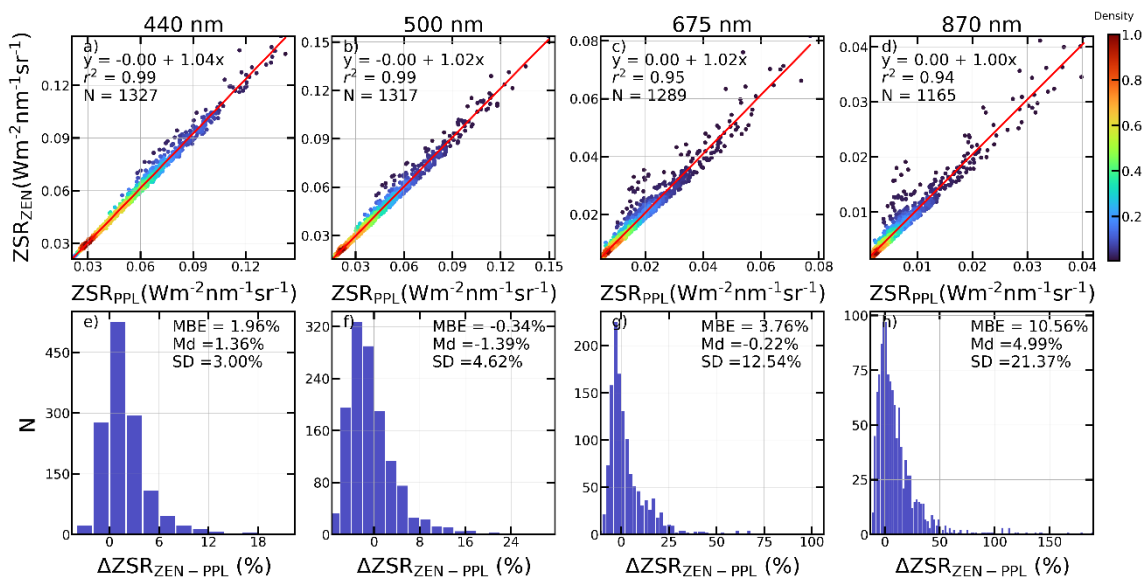 440 nm
500 nm
675 nm
870 nm
Density
a)
y = -0.00 + 1.04x
r² = 0.99
N = 1327
b)
y = -0.00 + 1.02x
r² = 0.99
N = 1317
c)
y = 0.00 + 1.02x
r² = 0.95
N = 1289
d)
y = 0.00 + 1.00x
r² = 0.94
N = 1165
ZSR_ZEN(Wm⁻²nm⁻¹sr⁻¹)
0.12
0.09
0.06
0.03
0.03 0.06 0.09 0.12
0.15
0.12
0.09
0.06
0.03
0.03 0.06 0.09 0.12 0.15
0.08
0.06
0.04
0.02
0.02 0.04 0.06 0.08
0.04
0.03
0.02
0.01
0.01 0.02 0.03 0.04
1.0
0.8
0.6
0.4
0.2
0.0
ZSR_PPL(Wm⁻²nm⁻¹sr⁻¹)
ZSR_PPL(Wm⁻²nm⁻¹sr⁻¹)
ZSR_PPL(Wm⁻²nm⁻¹sr⁻¹)
ZSR_PPL(Wm⁻²nm⁻¹sr⁻¹)
e)
MBE = 1.96%
Md =1.36%
SD =3.00%
f)
MBE = -0.34%
Md =-1.39%
SD =4.62%
g)
MBE = 3.76%
Md =-0.22%
SD =12.54%
h)
MBE = 10.56%
Md =4.99%
SD =21.37%
N
450
300
150
0
0 6 12 18
320
240
160
80
0
0 8 16 24
200
150
100
50
0
0 25 50 75 100
100
75
50
25
0
0 50 100 150
ΔZSR_ZEN−PPL (%)
ΔZSR_ZEN−PPL (%)
ΔZSR_ZEN−PPL (%)
ΔZSR_ZEN−PPL (%)